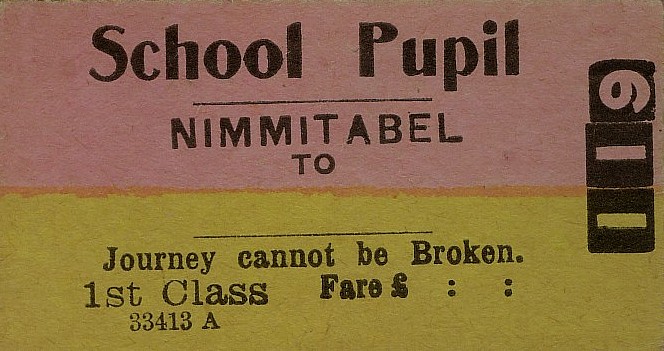 School Pupil
NIMMITABEL
TO
Journey cannot be Broken.
1st Class Fare £ : :
33413 A